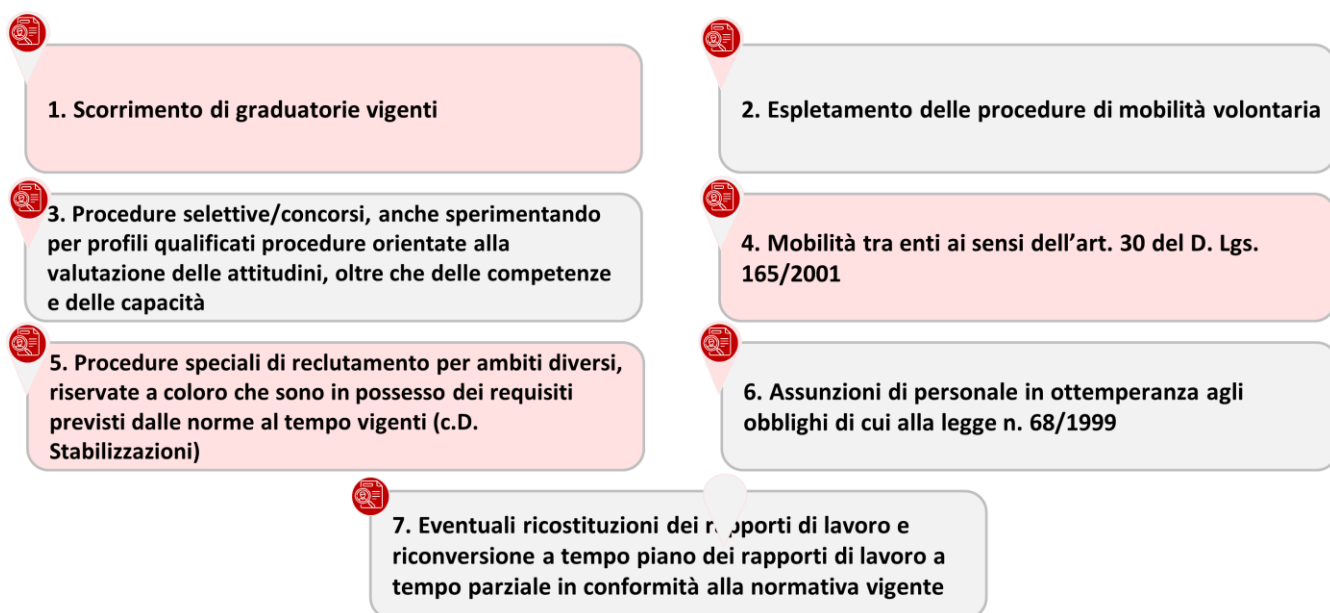 1. Scorrimento di graduatorie vigenti
2. Espletamento delle procedure di mobilità volontaria
3. Procedure selettive/concorsi, anche sperimentando
per profili qualificati procedure orientate alla
valutazione delle attitudini, oltre che delle competenze
e delle capacità
4. Mobilità tra enti ai sensi dell'art. 30 del D. Lgs.
165/2001
5. Procedure speciali di reclutamento per ambiti diversi,
riservate a coloro che sono in possesso dei requisiti
previsti dalle norme al tempo vigenti (c.D.
Stabilizzazioni)
6. Assunzioni di personale in ottemperanza agli
obblighi di cui alla legge n. 68/1999
7. Eventuali ricostituzioni dei rapporti di lavoro e
riconversione a tempo piano dei rapporti di lavoro a
tempo parziale in conformità alla normativa vigente